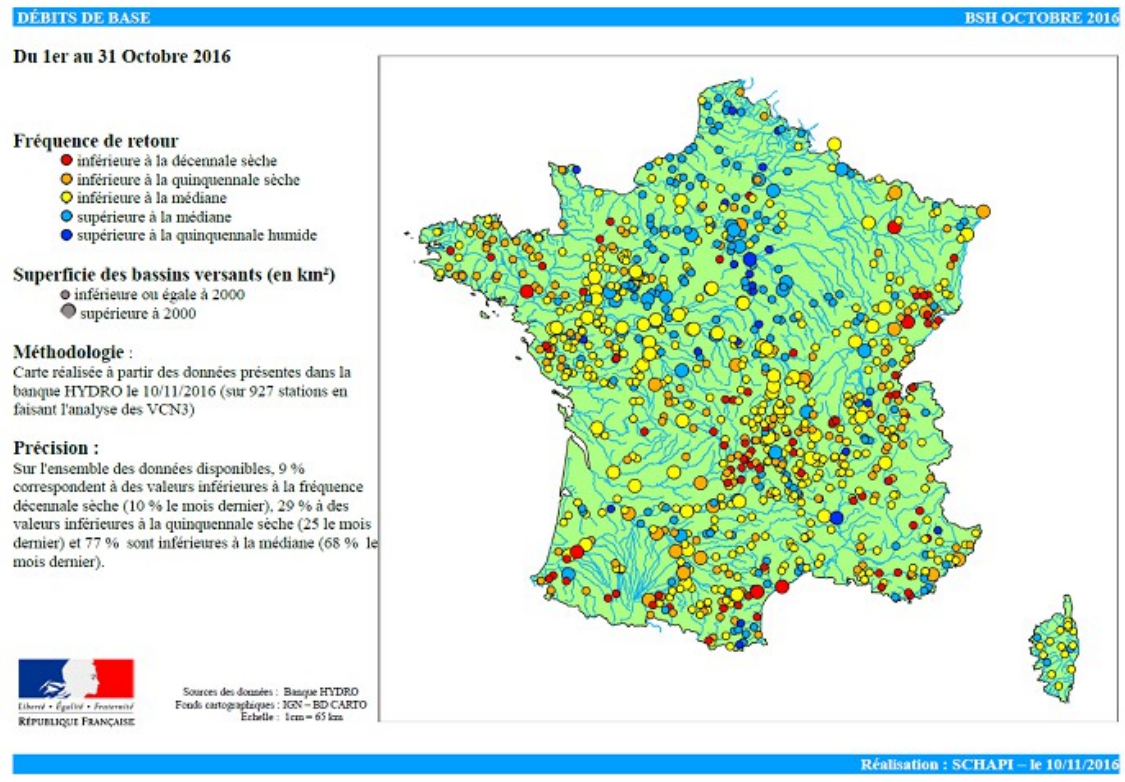 DÉBITS DE BASE
BSH OCTOBRE 2016
Du 1er au 31 Octobre 2016
Fréquence de retour
inférieure à la décennale sèche
inférieure à la quinquennale sèche
inférieure à la médiane
supérieure à la médiane
supérieure à la quinquennale humide
Superficie des bassins versants (en km²)
inférieure ou égale à 2000
supérieure à 2000
Méthodologie :
Carte réalisée à partir des données présentes dans la
banque HYDRO le 10/11/2016 (sur 927 stations en
faisant l'analyse des VCN3)
Précision :
Sur l'ensemble des données disponibles, 9 %
correspondent à des valeurs inférieures à la fréquence
décennale sèche (10 % le mois dernier), 29 % à des
valeurs inférieures à la quinquennale sèche (25 le mois
dernier) et 77 % sont inférieures à la médiane (68 % le
mois dernier).
Liberté • Égalité • Fraternité
RÉPUBLIQUE FRANÇAISE
Sources des données : Banque HYDRO
Fonds cartographiques : IGN – BD CARTO
Echelle : 1cm = 65 km
Réalisation : SCHAPI – le 10/11/2016